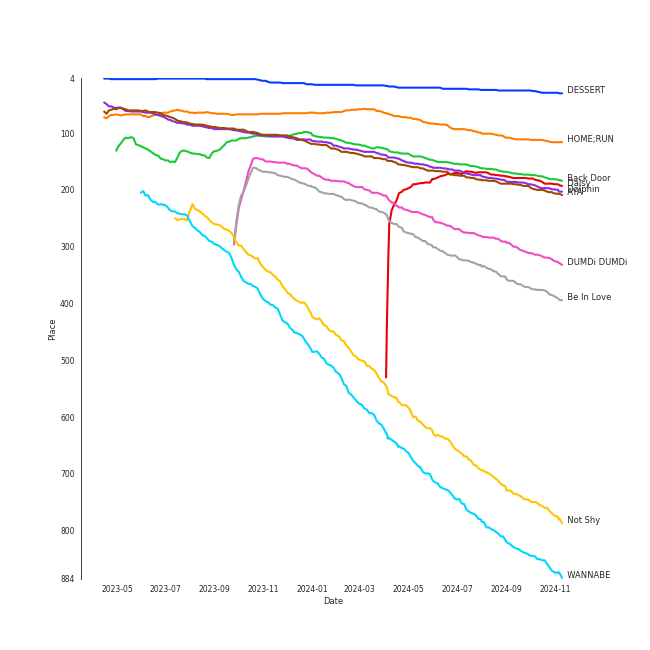 4
100
200
300
400
500
600
700
800
884
Place
2023-05
2023-07
2023-09
2023-11
2024-01
2024-03
2024-05
2024-07
2024-09
2024-11
Date
DESSERT
HOME;RUN
Back Door
Daisy
Dolphin
DUMDi DUMDi
Be In Love
Not Shy
WANNABE